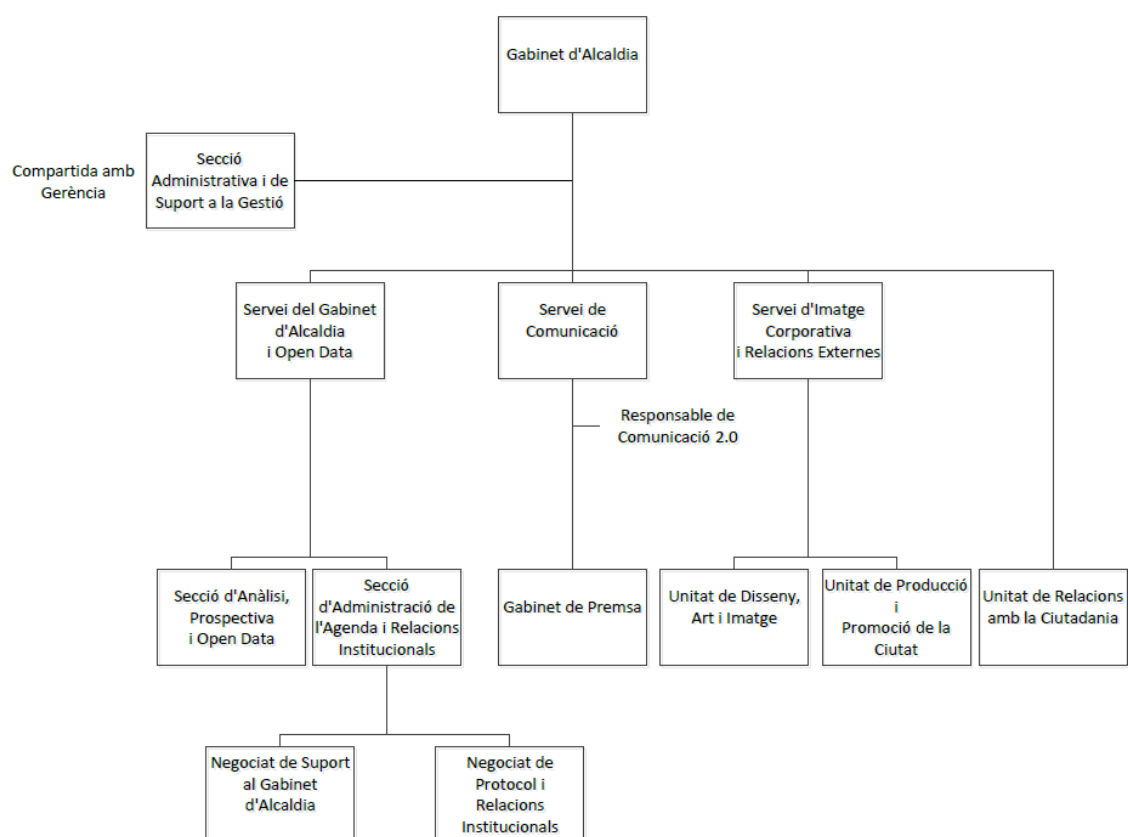 Gabinet d'Alcaldia
Compartida amb
Gerència
Secció
Administrativa i de
Suport a la Gestió
Servei del Gabinet
d'Alcaldia
i Open Data
Servei de
Comunicació
Servei d'Imatge
Corporativa
i Relacions Externes
Responsable de
Comunicació 2.0
Secció d'Anàlisi,
Prospectiva
i Open Data
Secció
d'Administració de
l'Agenda i Relacions
Institucionals
Gabinet de Premsa
Unitat de Disseny,
Art i Imatge
Unitat de Producció
i
Promoció de la
Ciutat
Unitat de Relacions
amb la Ciutadania
Negociat de Suport
al Gabinet
d'Alcaldia
Negociat de
Protocol i
Relacions
Institucionals